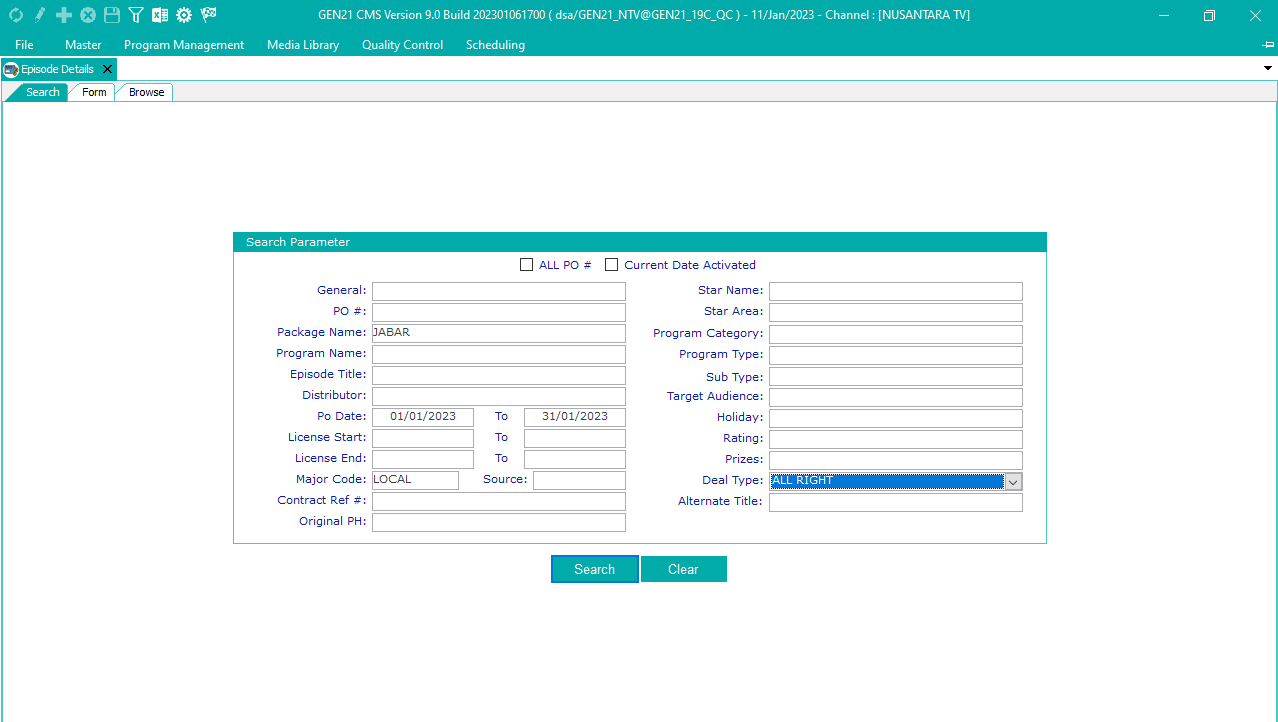 GEN21 CMS Version 9.0 Build 202301061700 ( dsa/GEN21_NTV@GEN21_19C_QC ) - 11/Jan/2023 - Channel : [NUSANTARA TV]
File Master Program Management Media Library Quality Control Scheduling
Episode Details
Search Form Browse
Search Parameter
ALL PO # Current Date Activated
General: Star Name:
PO #: Star Area:
Package Name: JABAR Program Category:
Program Name: Program Type:
Episode Title: Sub Type:
Distributor: Target Audience:
Po Date: 01/01/2023 To 31/01/2023 Holiday:
License Start: To Rating:
License End: To Prizes:
Major Code: LOCAL Source: Deal Type: ALL RIGHT
Contract Ref #: Alternate Title:
Original PH:
Search Clear